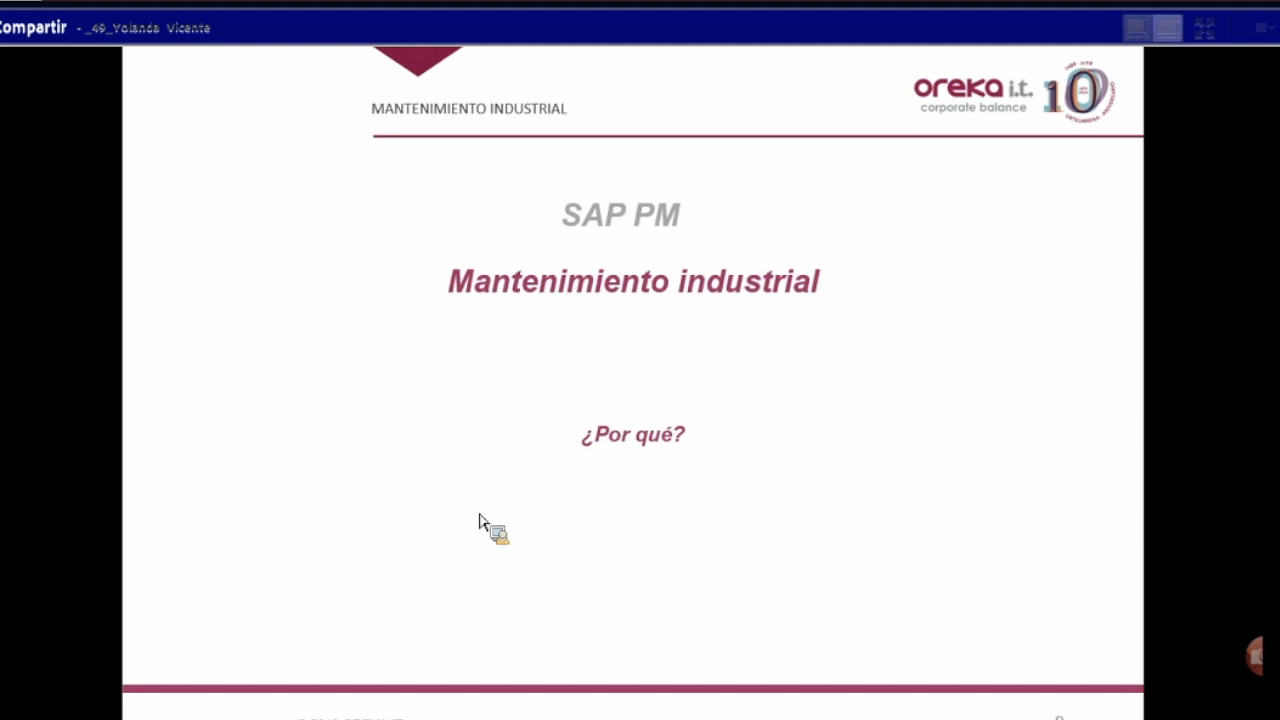 Compartir - _49_Yolanda Vicente
MANTENIMIENTO INDUSTRIAL
oreka i.t.
corporate balance
10
SAP PM
Mantenimiento industrial
¿Por qué?